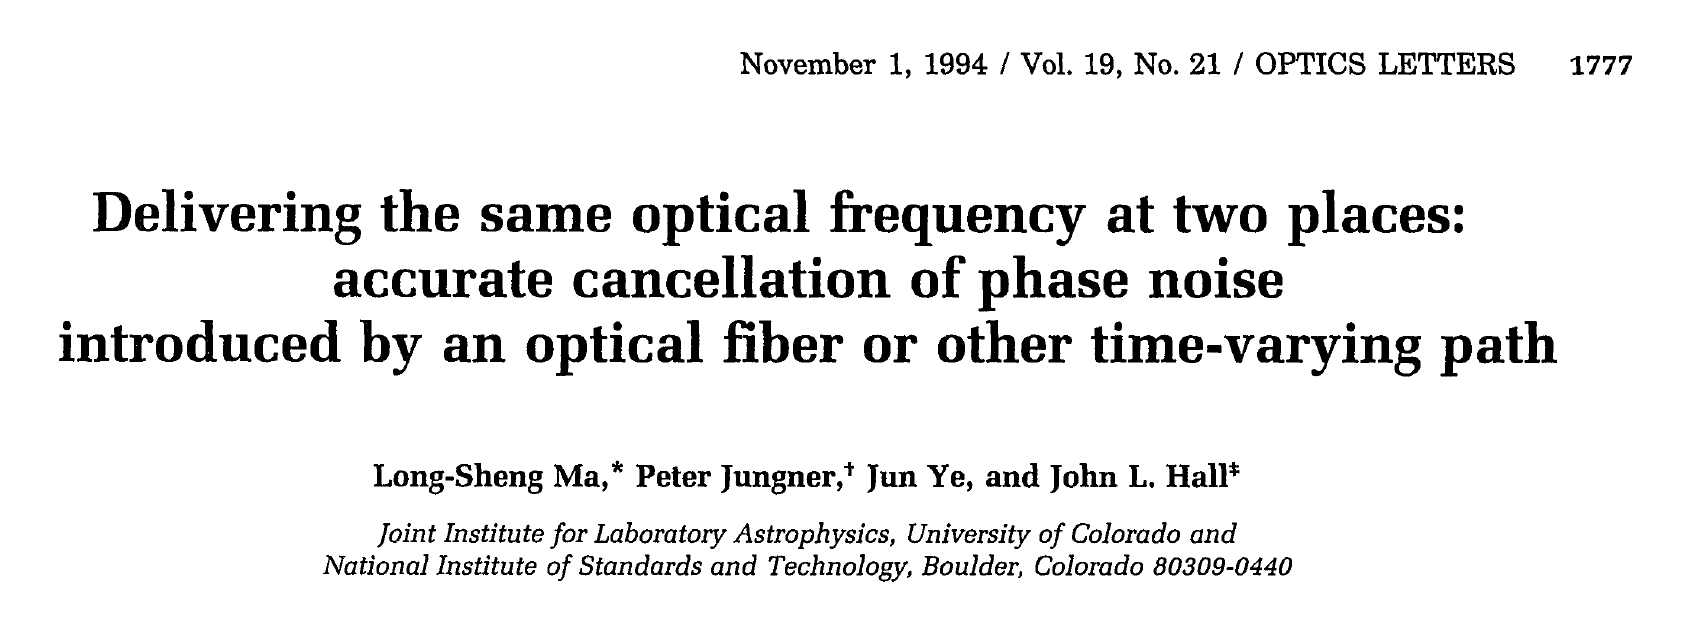 November 1, 1994 / Vol. 19, No. 21 / OPTICS LETTERS 1777
Delivering the same optical frequency at two places:
accurate cancellation of phase noise
introduced by an optical fiber or other time-varying path
Long-Sheng Ma,* Peter Jungner,† Jun Ye, and John L. Hall‡
Joint Institute for Laboratory Astrophysics, University of Colorado and
National Institute of Standards and Technology, Boulder, Colorado 80309-0440